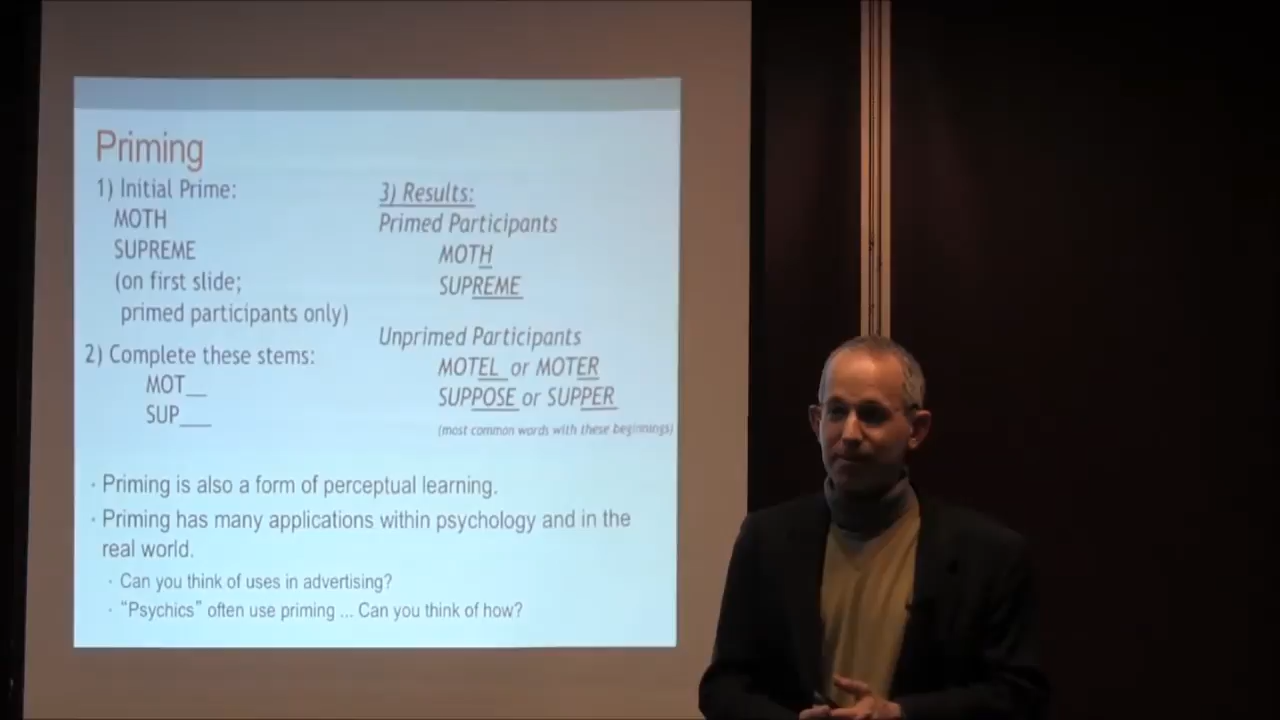 Priming
1) Initial Prime:
MOTH
SUPREME
(on first slide;
primed participants only)
2) Complete these stems:
MOT__
SUP___
3) Results:
Primed Participants
MOTH
SUPREME
Unprimed Participants
MOTEL or MOTER
SUPPOSE or SUPPER
(most common words with these beginnings)
· Priming is also a form of perceptual learning.
· Priming has many applications within psychology and in the
real world.
· Can you think of uses in advertising?
· “Psychics” often use priming ... Can you think of how?